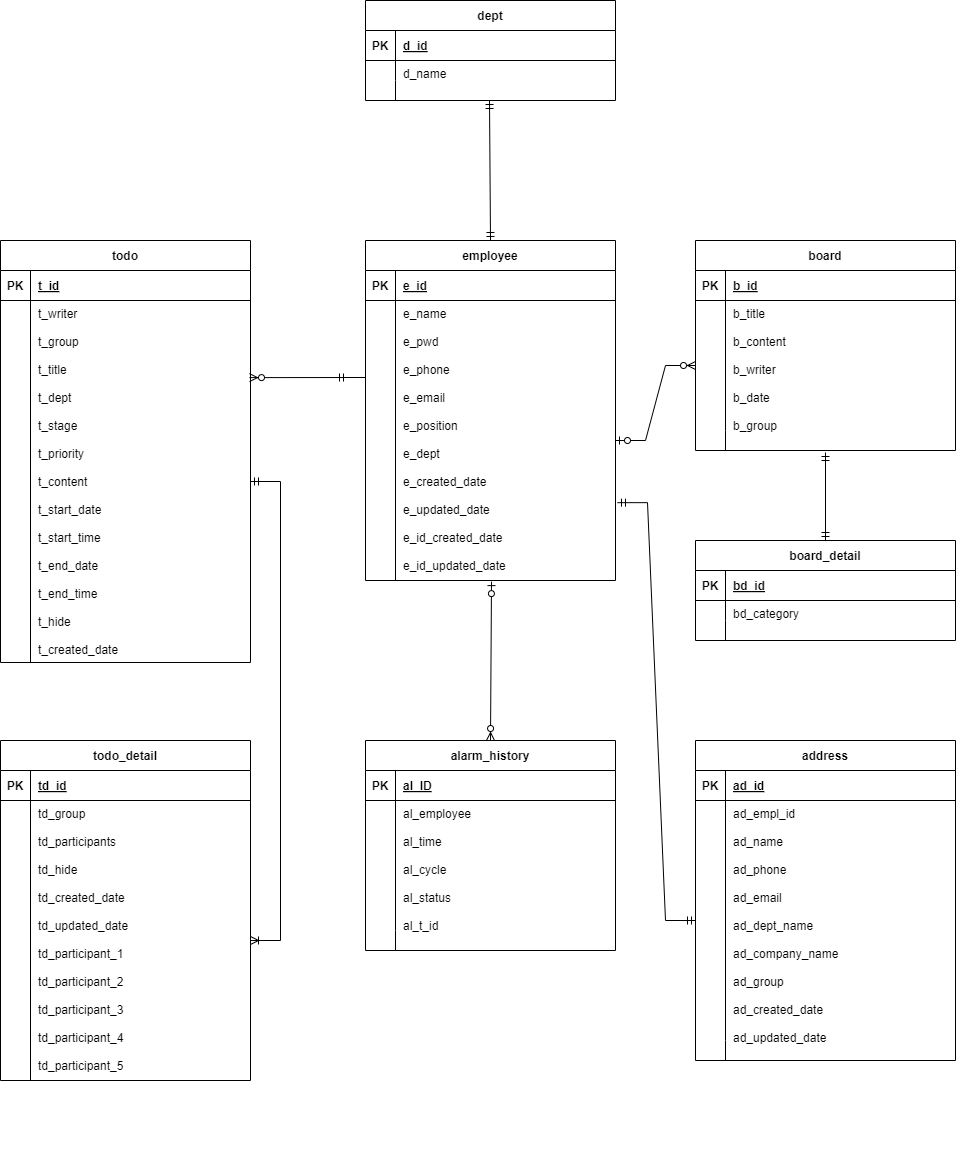 dept
PK d_id
d_name
todo
PK t_id
t_writer
t_group
t_title
t_dept
t_stage
t_priority
t_content
t_start_date
t_start_time
t_end_date
t_end_time
t_hide
t_created_date
employee
PK e_id
e_name
e_pwd
e_phone
e_email
e_position
e_dept
e_created_date
e_updated_date
e_id_created_date
e_id_updated_date
board
PK b_id
b_title
b_content
b_writer
b_date
b_group
board_detail
PK bd_id
bd_category
todo_detail
PK td_id
td_group
td_participants
td_hide
td_created_date
td_updated_date
td_participant_1
td_participant_2
td_participant_3
td_participant_4
td_participant_5
alarm_history
PK al_ID
al_employee
al_time
al_cycle
al_status
al_t_id
address
PK ad_id
ad_empl_id
ad_name
ad_phone
ad_email
ad_dept_name
ad_company_name
ad_group
ad_created_date
ad_updated_date